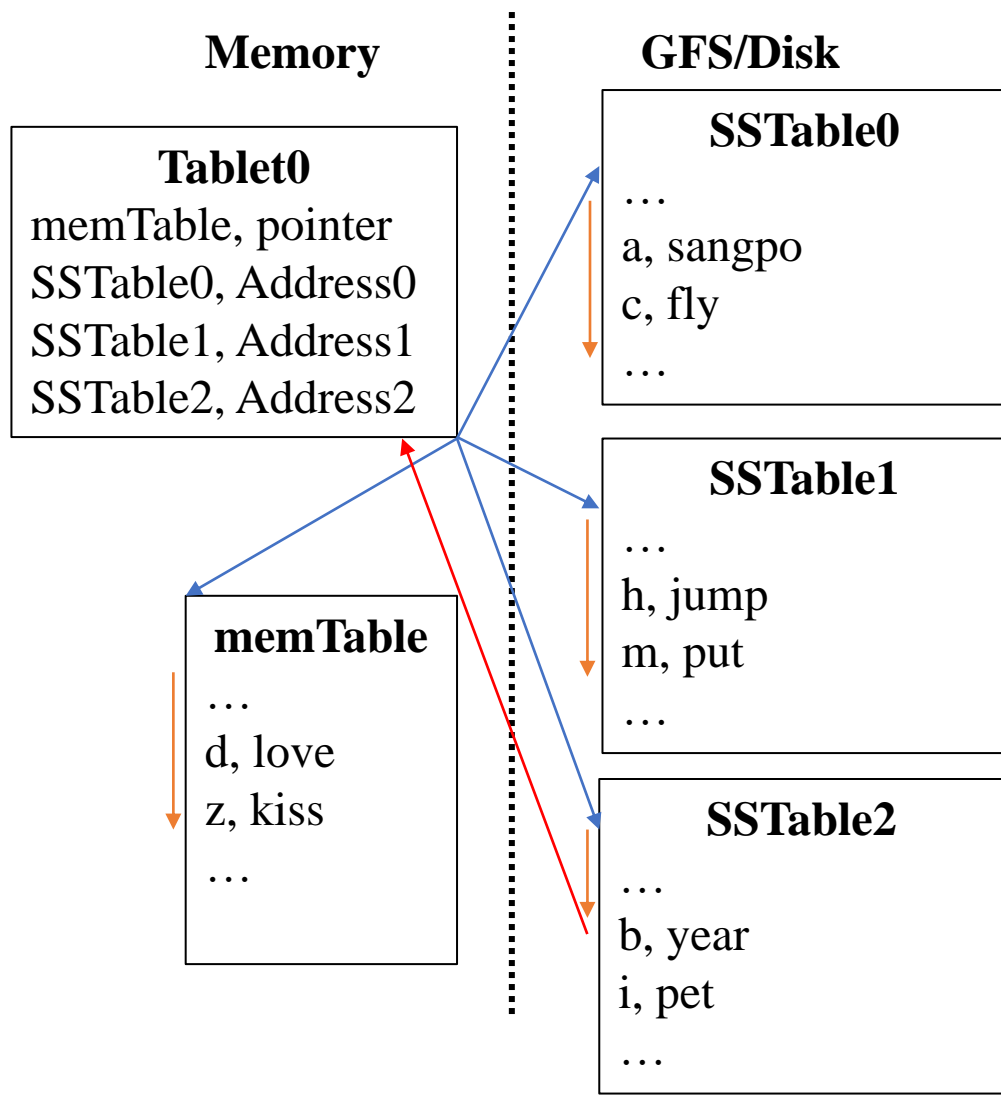 Memory
GFS/Disk
Tablet0
memTable, pointer
SSTable0, Address0
SSTable1, Address1
SSTable2, Address2
memTable
…
d, love
z, kiss
…
SSTable0
…
a, sangpo
c, fly
…
SSTable1
…
h, jump
m, put
…
SSTable2
…
b, year
i, pet
…